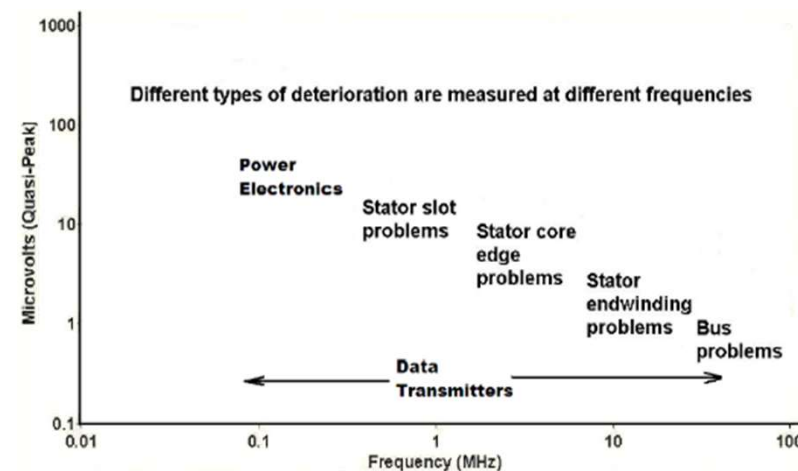 1000
Different types of deterioration are measured at different frequencies
100
Power
Electronics
Stator slot
problems
10
Stator core
edge
problems
Stator
endwinding
problems
Bus
problems
1
Data
Transmitters
0.1
0.01
0.1
1
10
100
Frequency (MHz)
Microvolts (Quasi-Peak)